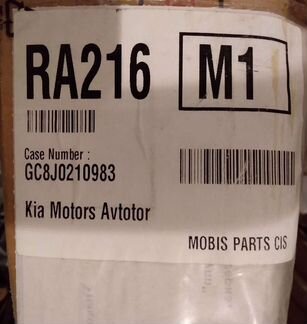 RA216 M1
Case Number :
GC8J0210983
Kia Motors Avtotor
MOBIS PARTS CIS